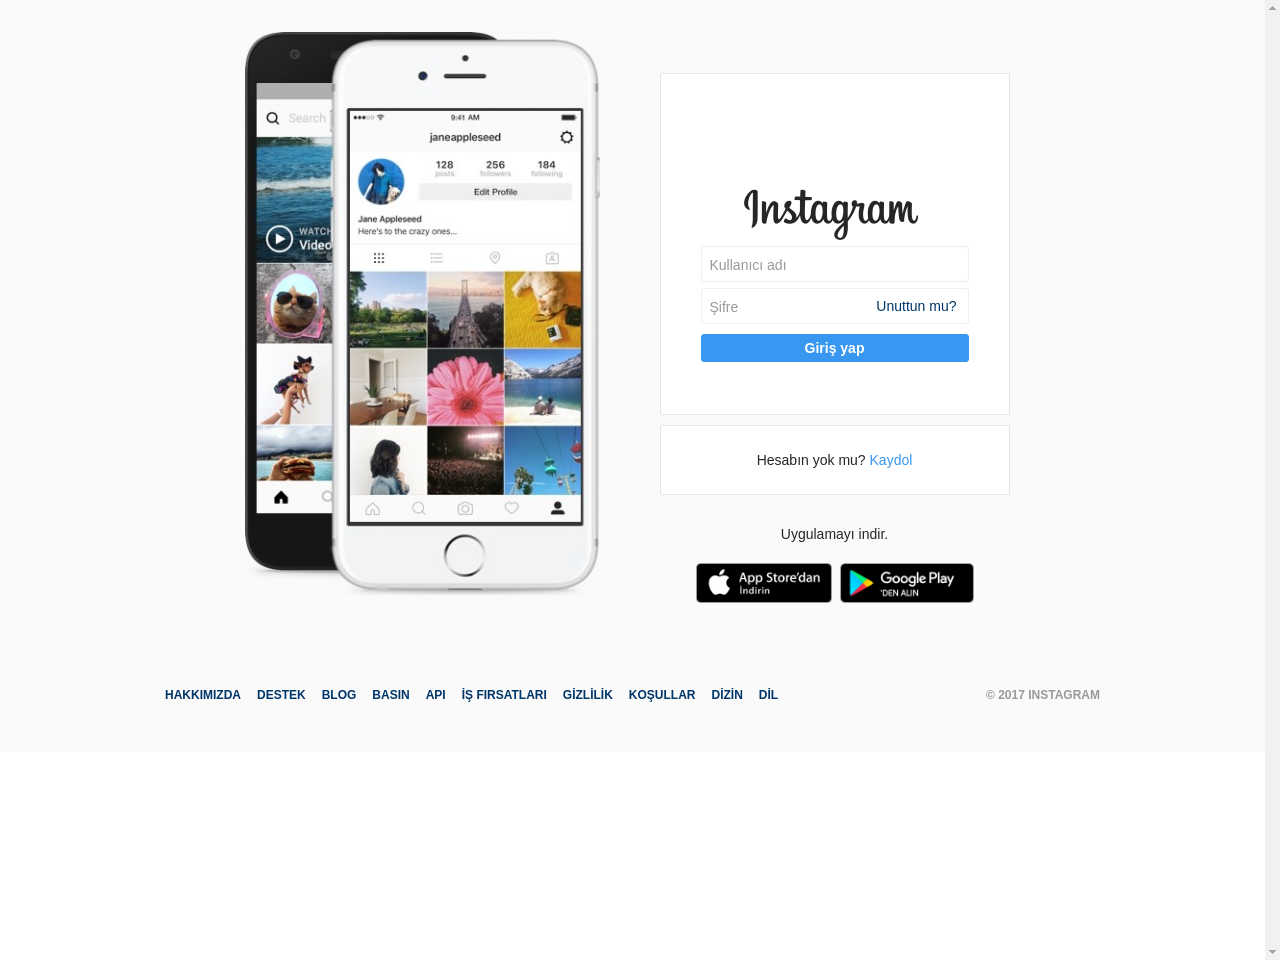 Search
WATCH
Video
9:41 AM
janeappleseed
128 256 184
posts followers following
Edit Profile
Jane Appleseed
Here's to the crazy ones...
Instagram
Kullanıcı adı
Şifre Unuttun mu?
Giriş yap
Hesabın yok mu? Kaydol
Uygulamayı indir.
App Store'dan
İndirin
Google Play
'DEN ALIN
HAKKIMIZDA DESTEK BLOG BASIN API İŞ FIRSATLARI GİZLİLİK KOŞULLAR DİZİN DİL © 2017 INSTAGRAM